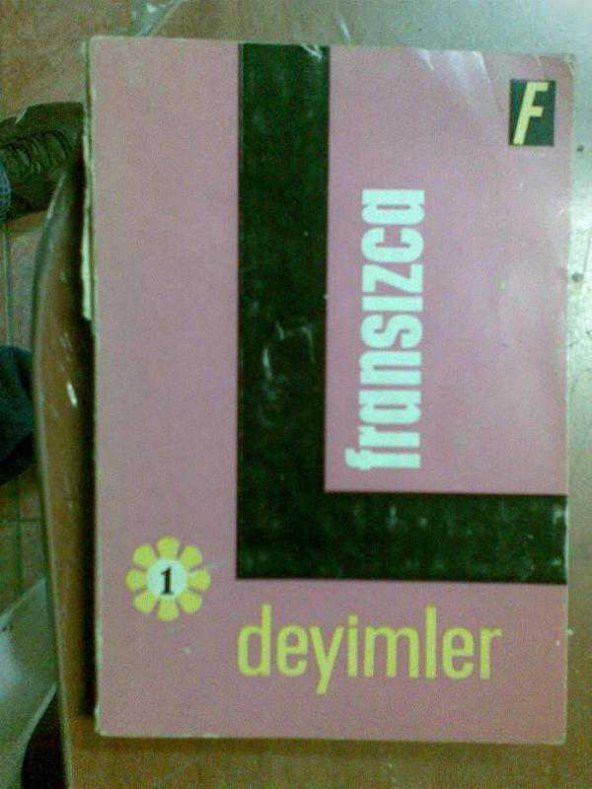 F
fransızca
1
deyimler